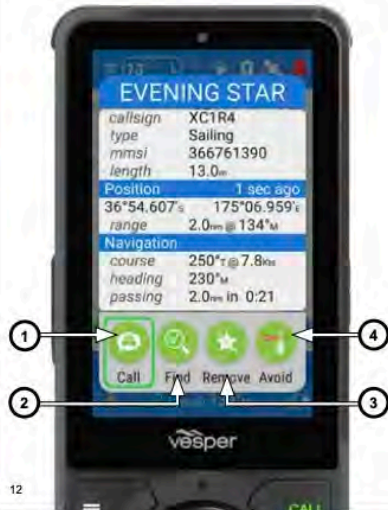 EVENING STAR
callsign XC1R4
type Sailing
mmsi 366761390
length 13.0m
Position 1 sec ago
36°54.607's 175°06.959'E
range 2.0nm @ 134°M
Navigation
course 250°T @ 7.8Kts
heading 230°M
passing 2.0nm in 0:21
1
4
Call Find Remove Avoid
2
3
vesper
12
CALL